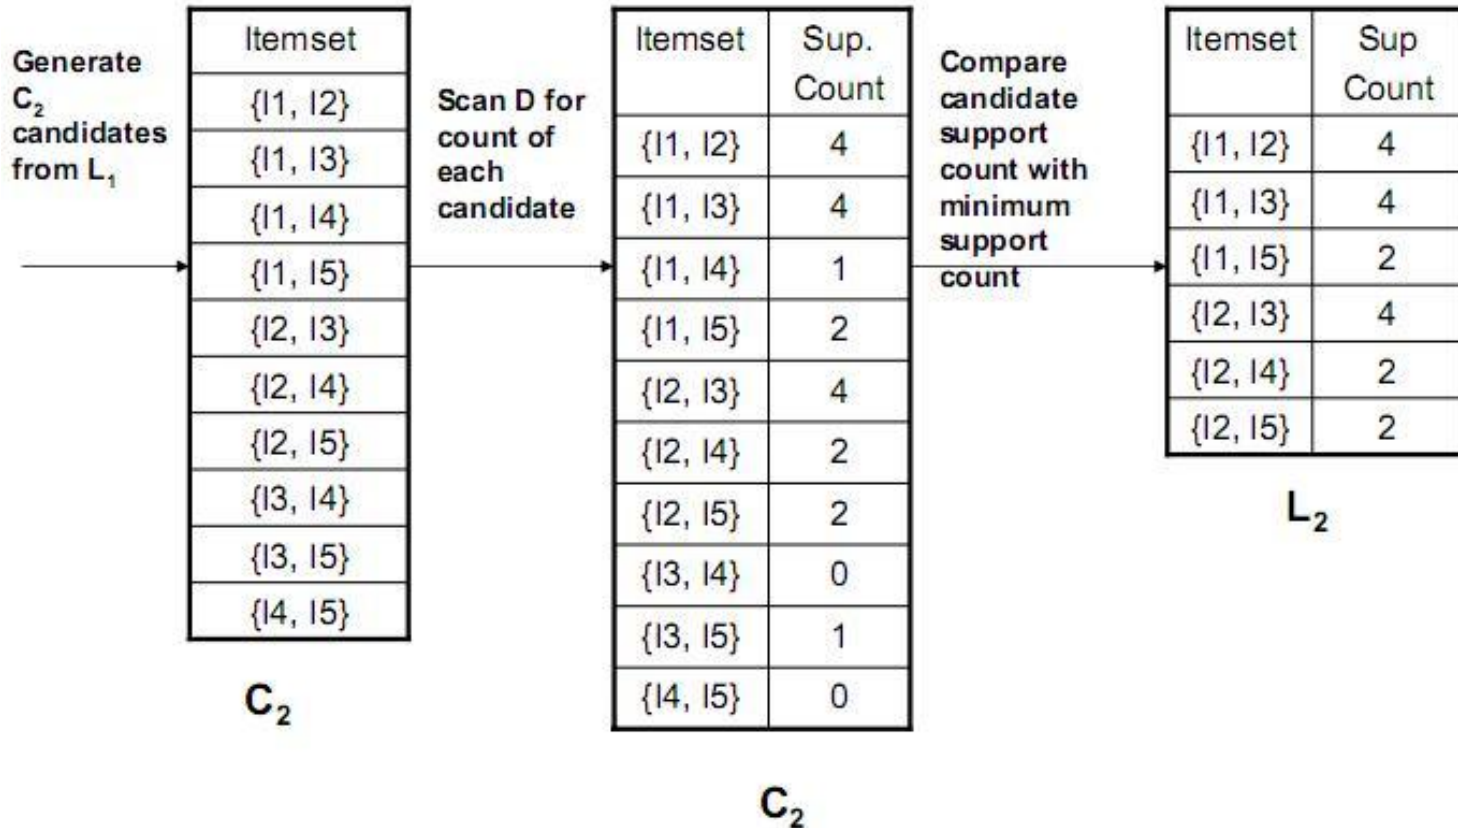 Generate
C₂
candidates
from L₁
Itemset
{I1, I2}
{I1, I3}
{I1, I4}
{I1, I5}
{I2, I3}
{I2, I4}
{I2, I5}
{I3, I4}
{I3, I5}
{I4, I5}
C₂
Scan D for
count of
each
candidate
Itemset Sup.
Count
{I1, I2} 4
{I1, I3} 4
{I1, I4} 1
{I1, I5} 2
{I2, I3} 4
{I2, I4} 2
{I2, I5} 2
{I3, I4} 0
{I3, I5} 1
{I4, I5} 0
C₂
Compare
candidate
support
count with
minimum
support
count
Itemset Sup
Count
{I1, I2} 4
{I1, I3} 4
{I1, I5} 2
{I2, I3} 4
{I2, I4} 2
{I2, I5} 2
L₂